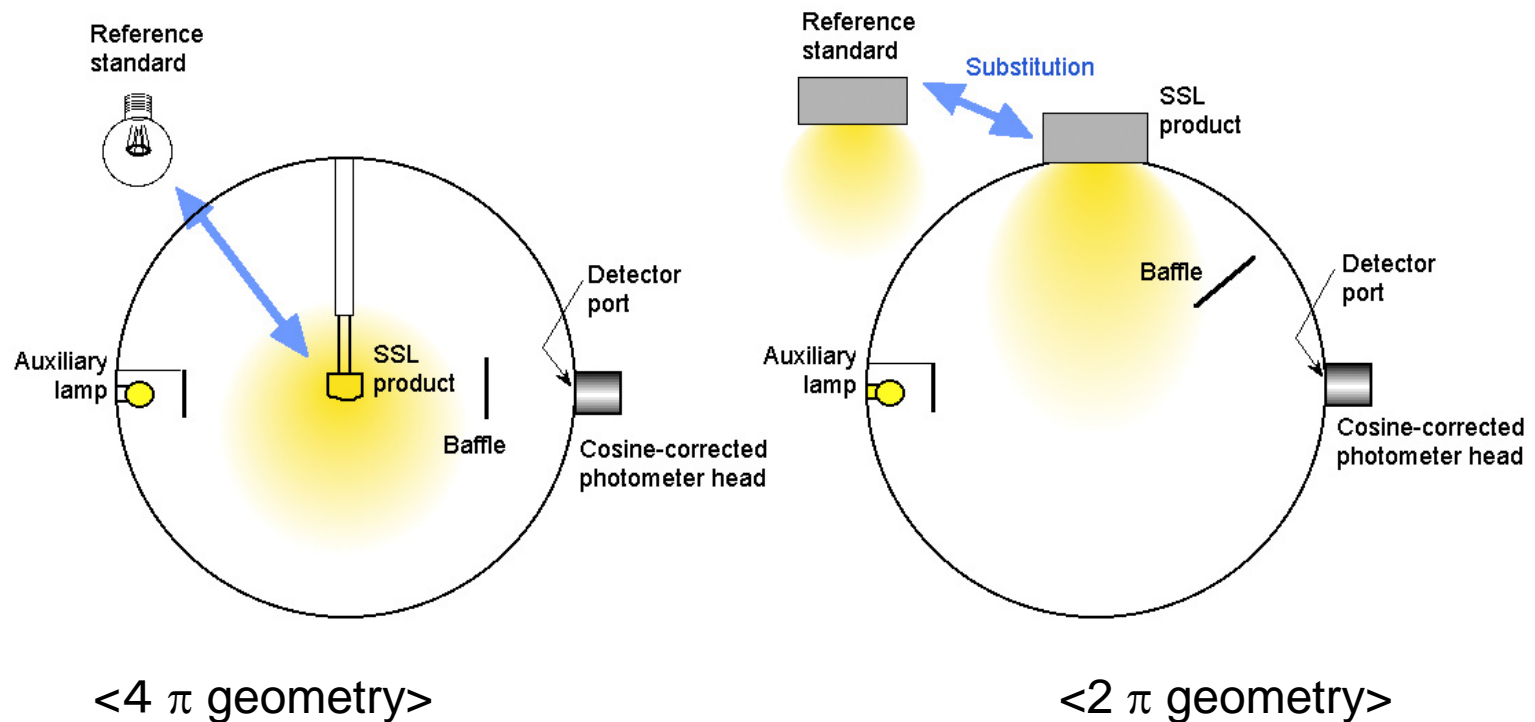 Reference
standard
SSL
product
Auxiliary
lamp
Baffle
Detector
port
Cosine-corrected
photometer head
<4 π geometry>
Reference
standard
Substitution
SSL
product
Baffle
Detector
port
Auxiliary
lamp
Cosine-corrected
photometer head
<2 π geometry>